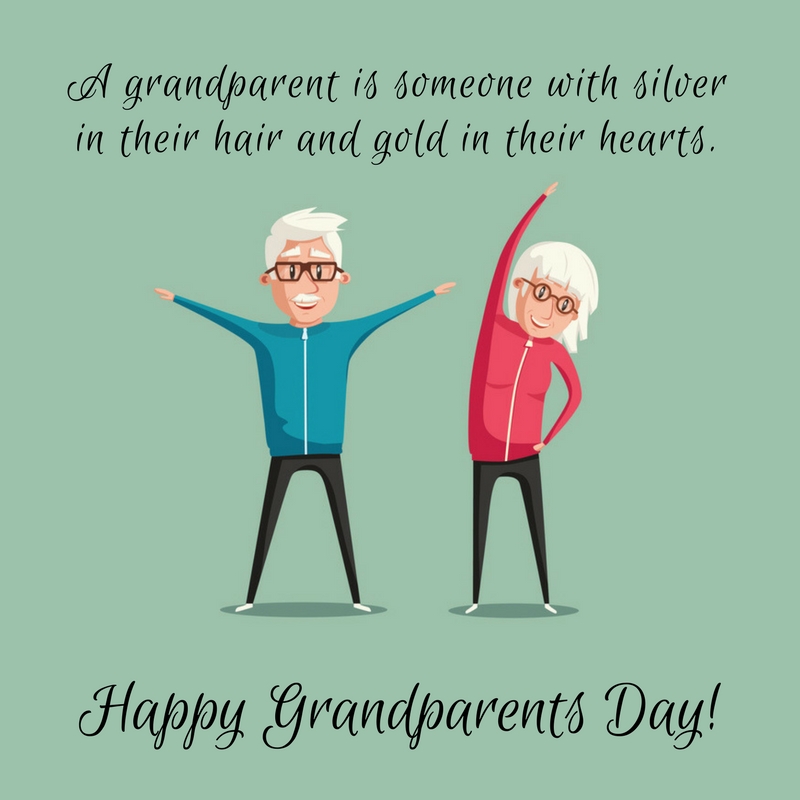 A grandparent is someone with silver
in their hair and gold in their hearts.
Happy Grandparents Day!